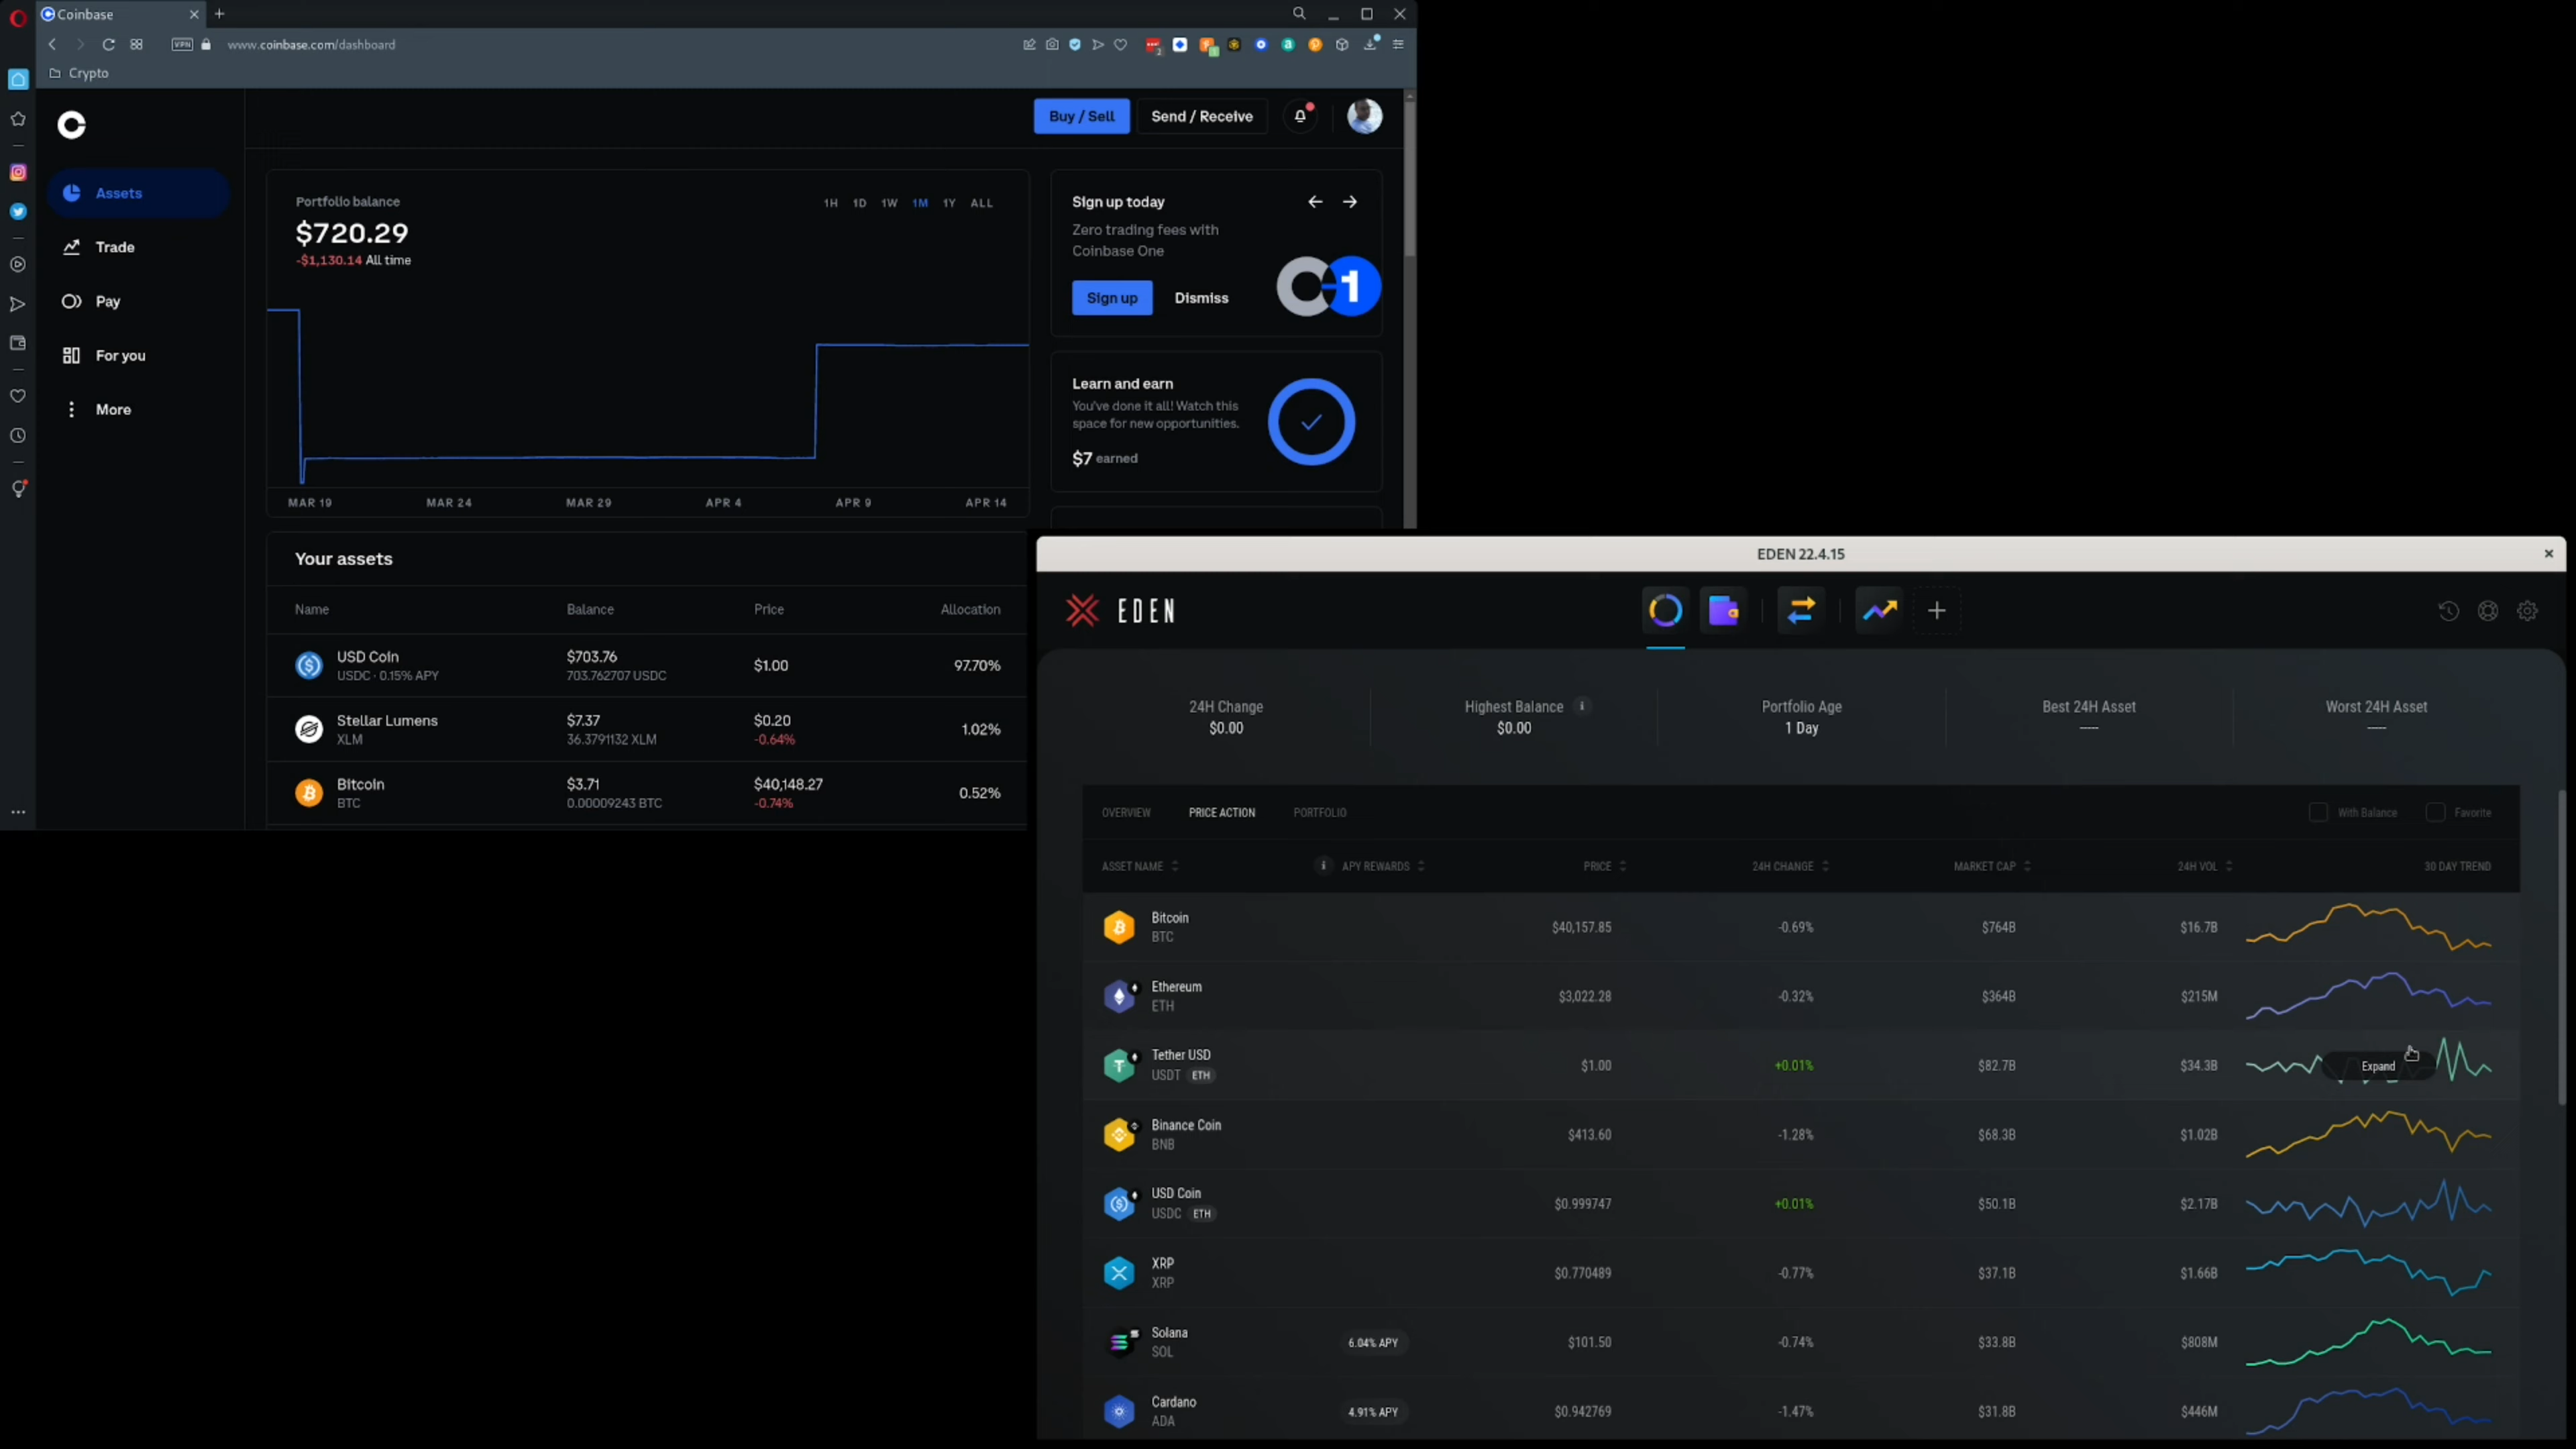 Coinbase
VPN
www.coinbase.com/dashboard
Crypto
Buy / Sell
Send / Receive
Assets
Trade
Pay
For you
More
Portfolio balance
1H 1D 1W 1M 1Y ALL
$720.29
-$1,130.14 All time
MAR 19 MAR 24 MAR 29 APR 4 APR 9 APR 14
Sign up today
Zero trading fees with
Coinbase One
Sign up Dismiss
Learn and earn
You've done it all! Watch this
space for new opportunities.
$7 earned
Your assets
Name Balance Price Allocation
USD Coin $703.76 $1.00 97.70%
USDC · 0.15% APY 703.762707 USDC
Stellar Lumens $7.37 $0.20 1.02%
XLM 36.3791132 XLM -0.64%
Bitcoin $3.71 $40,148.27 0.52%
BTC 0.00009243 BTC -0.74%
EDEN 22.4.15
EDEN
24H Change Highest Balance Portfolio Age Best 24H Asset Worst 24H Asset
$0.00 $0.00 1 Day — —
OVERVIEW PRICE ACTION PORTFOLIO With Balance Favorite
ASSET NAME APY REWARDS PRICE 24H CHANGE MARKET CAP 24H VOL 30 DAY TREND
Bitcoin $40,157.85 -0.69% $764B $16.7B
BTC
Ethereum $3,022.28 -0.32% $364B $215M
ETH
Tether USD $1.00 +0.01% $82.7B $34.3B Expand
USDT ETH
Binance Coin $413.60 -1.28% $68.3B $1.02B
BNB
USD Coin $0.999747 +0.01% $50.1B $2.17B
USDC ETH
XRP $0.770489 -0.77% $37.1B $1.66B
XRP
Solana 6.04% APY $101.50 -0.74% $33.8B $808M
SOL
Cardano 4.91% APY $0.942769 -1.47% $31.8B $446M
ADA